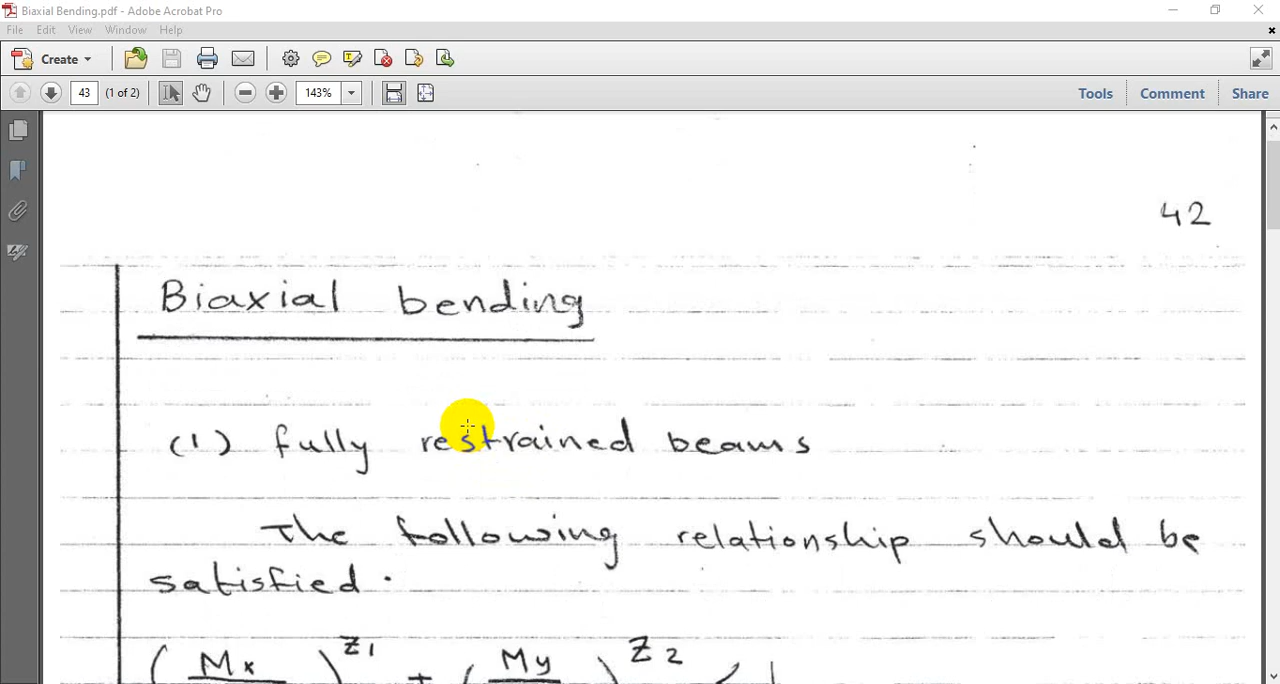 Biaxial Bending.pdf - Adobe Acrobat Pro
File Edit View Window Help
Create
43 (1 of 2) 143% Tools Comment Share
42
Biaxial bending
(1) fully restrained beams
The following relationship should be
satisfied.
(Mx)^z1 + (My)^z2 ≤ 1